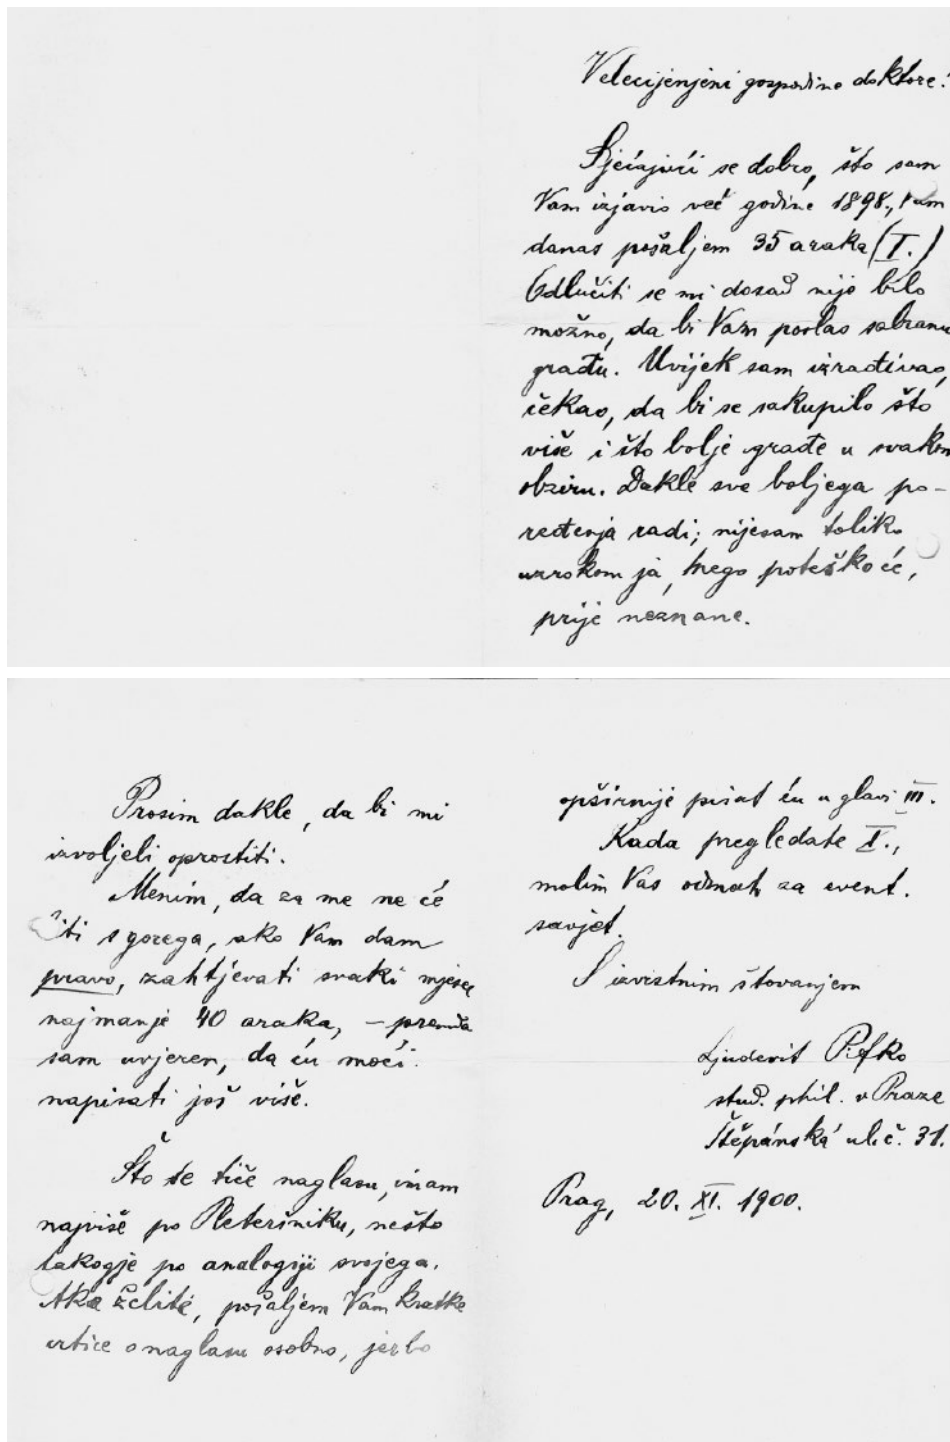 Velecijenjeni gospodine doktore!
Sjećajući se dobro, što sam
Vam izjavio već godine 1898., Vam
danas pošaljem 35 araka (I.)
Odlučiti se mi dosad nije bilo
možno, da bi Vam poslao sabranu
građu. Uvijek sam izrađivao,
čekao, da bi se sakupilo što
više i što bolje građe u svakom
obziru. Dakle sve boljega po-
ređenja radi; nijesam toliko
uzrokom ja, nego poteškoće,
prije neznane.
Prosim dakle, da bi mi
izvoljeli oprostiti.
Menim, da za me ne će
biti s gorega, ako Vam dam
pravo, zahtjevati svaki mjesec
najmanje 40 araka, – premda
sam uvjeren, da ću moći
napisati još više.
Što se tiče naglasu, imam
najviše po Pleteršniku, nešto
takogje po analogiji svojega.
Ako želite, pošaljem Vam kratke
crtice o naglasu osobno, jerbo
opširnije pisat ću u glavi III.
Kada pregledate I.,
molim Vas odmah za event.
savjet.
S izvistnim štovanjem
Ljudevit Pifko
stud. phil. v Praze
Štěpánská ul. č. 31.
Prag, 20. XI. 1900.